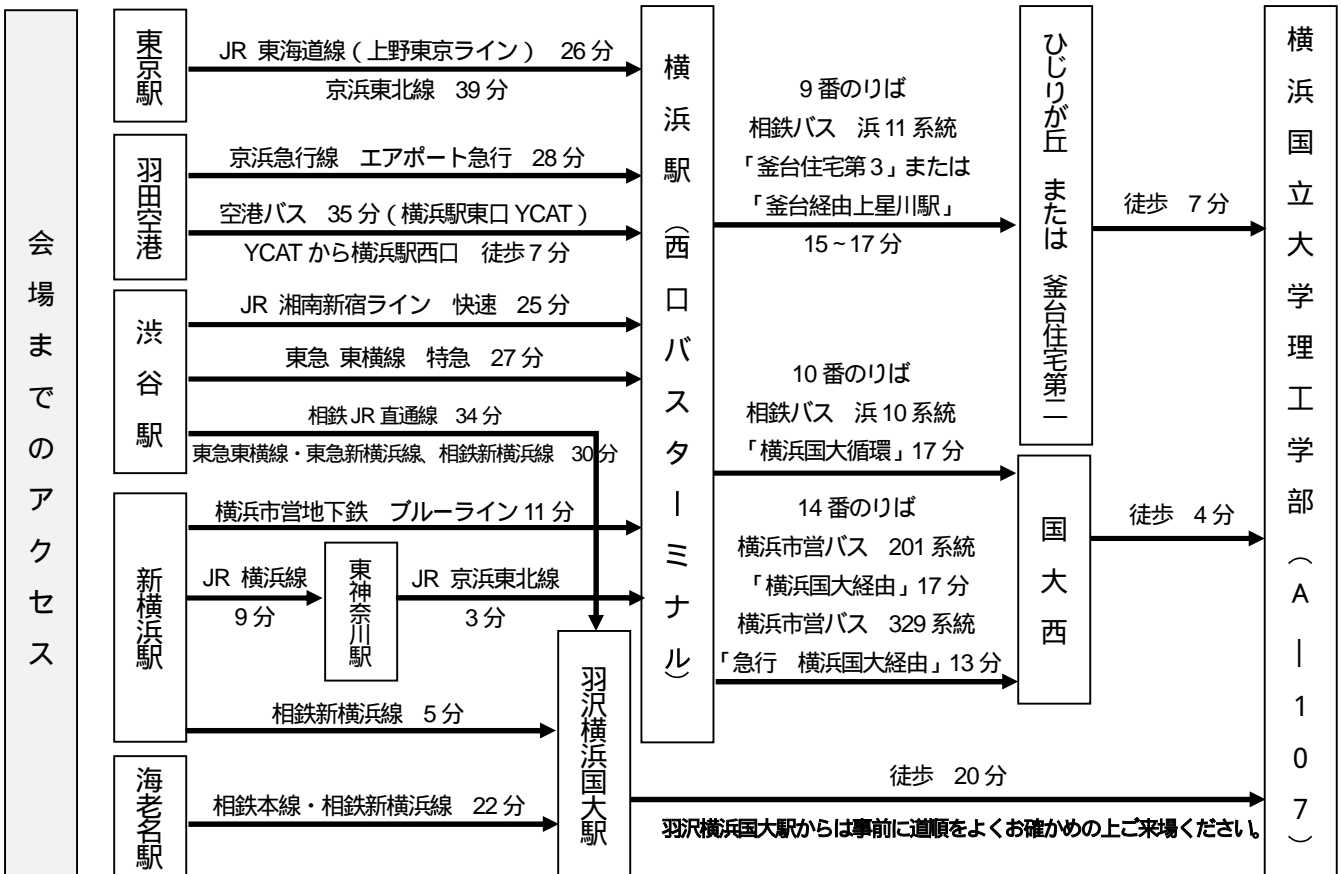 会場までのアクセス
東京駅
JR 東海道線(上野東京ライン) 26 分
京浜東北線 39 分
羽田空港
京浜急行線 エアポート急行 28 分
空港バス 35 分(横浜駅東口 YCAT)
YCAT から横浜駅西口 徒歩 7 分
渋谷駅
JR 湘南新宿ライン 快速 25 分
東急 東横線 特急 27 分
相鉄 JR 直通線 34 分
東急東横線・東急新横浜線、相鉄新横浜線 30 分
新横浜駅
横浜市営地下鉄 ブルーライン 11 分
JR 横浜線
9 分
東神奈川駅
JR 京浜東北線
3 分
相鉄新横浜線 5 分
海老名駅
相鉄本線・相鉄新横浜線 22 分
羽沢横浜国大駅
横浜駅(西口バスターミナル)
9 番のりば
相鉄バス 浜 11 系統
「釜台住宅第 3」または
「釜台経由上星川駅」
15~17 分
10 番のりば
相鉄バス 浜 10 系統
「横浜国大循環」17 分
14 番のりば
横浜市営バス 201 系統
「横浜国大経由」17 分
横浜市営バス 329 系統
「急行 横浜国大経由」13 分
ひじりが丘 または 釜台住宅第二
徒歩 7 分
国大西
徒歩 4 分
徒歩 20 分
羽沢横浜国大駅からは事前に道順をよくお確かめの上ご来場ください。
横浜国立大学理工学部(A―107)